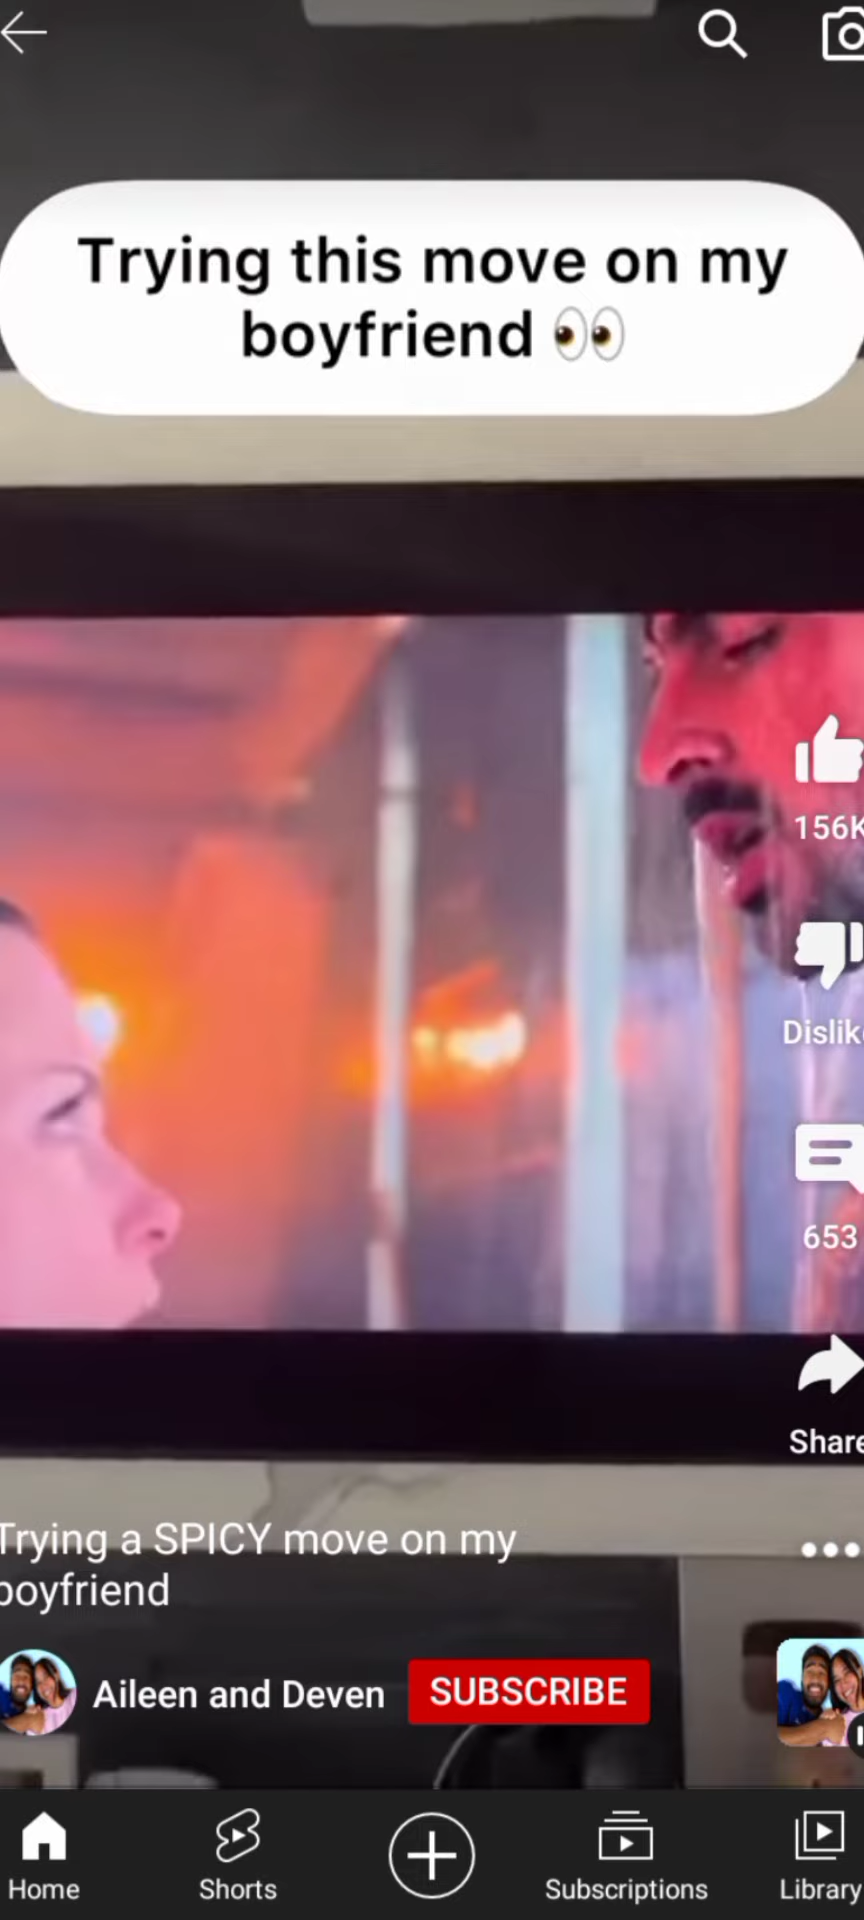 Trying this move on my
boyfriend 👀
156K
Dislike
653
Share
Trying a SPICY move on my
boyfriend
Aileen and Deven
SUBSCRIBE
Home
Shorts
Subscriptions
Library